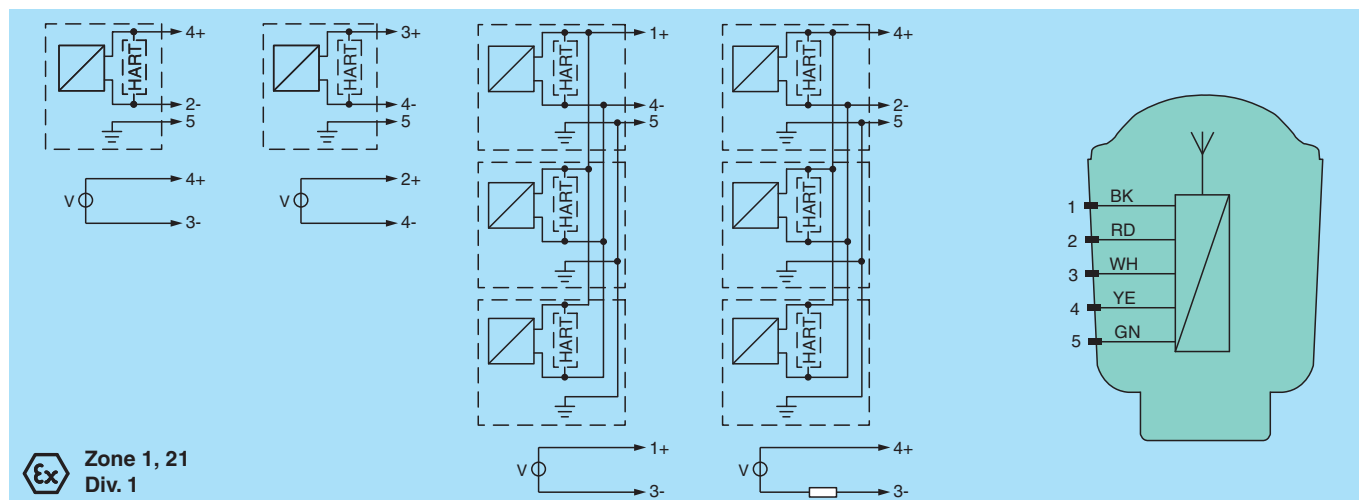 4+
HART
2-
5
V
4+
3-
3+
HART
4-
5
V
2+
4-
1+
HART
4-
5
HART
HART
V
1+
3-
4+
HART
2-
5
HART
HART
V
4+
3-
1 BK
2 RD
3 WH
4 YE
5 GN
Ex
Zone 1, 21
Div. 1